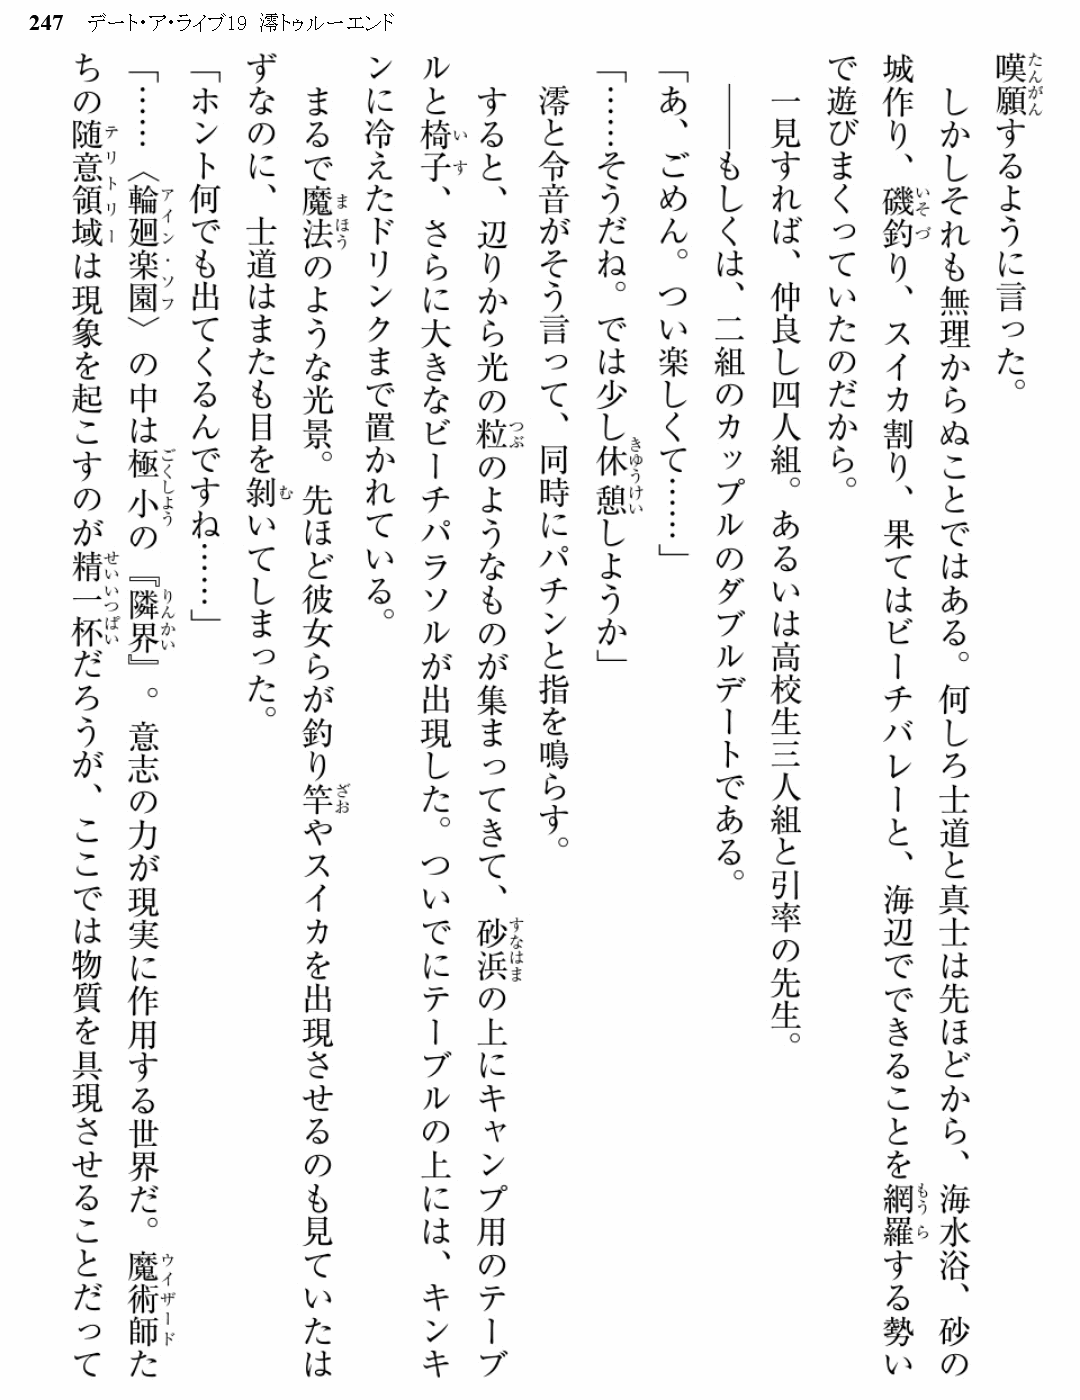 247 デート・ア・ライブ19 澪トゥルーエンド
嘆願するように言った。
しかしそれも無理からぬことではある。何しろ士道と真士は先ほどから、海水浴、砂の
城作り、磯釣り、スイカ割り、果てはビーチバレーと、海辺でできることを網羅する勢い
で遊びまくっていたのだから。
一見すれば、仲良し四人組。あるいは高校生三人組と引率の先生。
――もしくは、二組のカップルのダブルデートである。
「あ、ごめん。つい楽しくて……」
「……そうだね。では少し休憩しようか」
澪と令音がそう言って、同時にパチンと指を鳴らす。
すると、辺りから光の粒のようなものが集まってきて、砂浜の上にキャンプ用のテーブ
ルと椅子、さらに大きなビーチパラソルが出現した。ついでにテーブルの上には、キンキ
ンに冷えたドリンクまで置かれている。
まるで魔法のような光景。先ほど彼女らが釣り竿やスイカを出現させるのも見ていたは
ずなのに、士道はまたも目を剝いてしまった。
「ホント何でも出てくるんですね……」
「……〈輪廻楽園〉の中は極小の『隣界』。意志の力が現実に作用する世界だ。魔術師た
ちの随意領域は現象を起こすのが精一杯だろうが、ここでは物質を具現させることだって